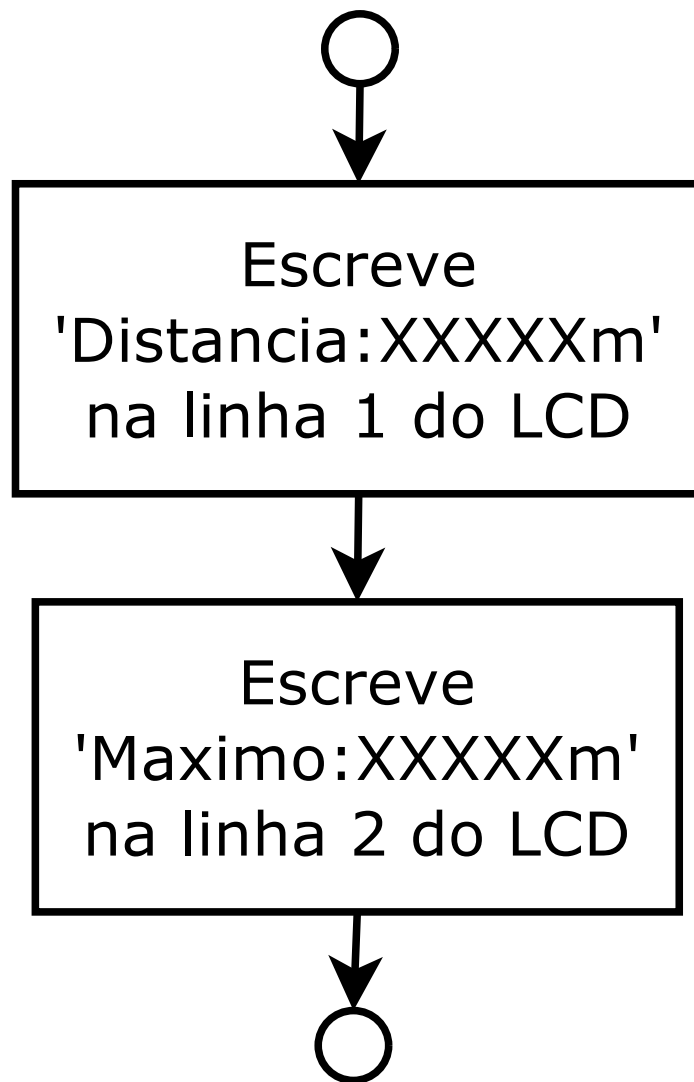 Escreve
'Distancia:XXXXXm'
na linha 1 do LCD
Escreve
'Maximo:XXXXXm'
na linha 2 do LCD